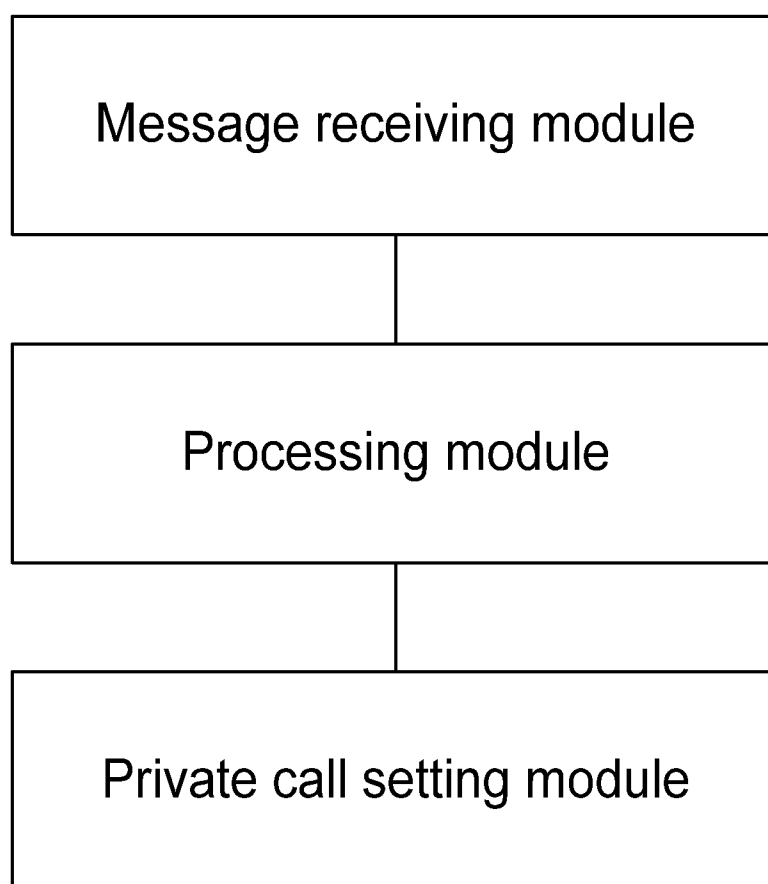 Message receiving module
Processing module
Private call setting module